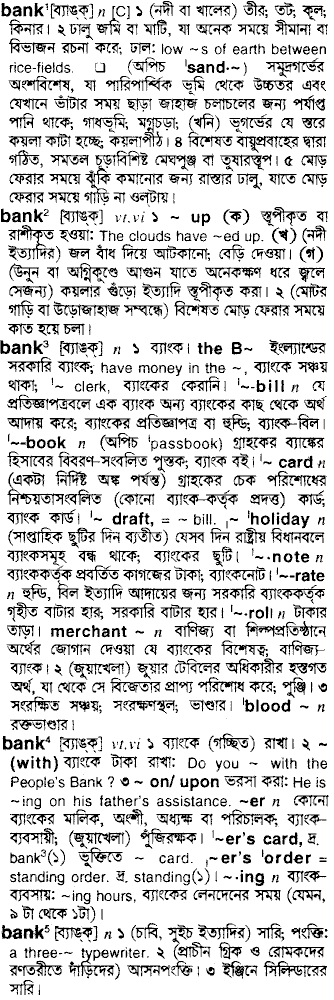 bank¹ [ব্যাঙ্ক] n [C] ১ (নদী বা খালের) তীর; তট; কূল;
কিনার। ২ ঢালু জমি বা মাটি, যা অনেক সময়ে সীমানা বা
বিভাজন রচনা করে; ঢাল: low ~s of earth between
rice-fields. ❑ (অপিচ ˈsand-~) সমুদ্রগর্ভের
অংশবিশেষ, যা পারিপার্শ্বিক ভূমি থেকে উচ্চতর এবং
যেখানে ভাঁটার সময় ছাড়া জাহাজ চলাচলের জন্য পর্যাপ্ত
পানি থাকে; গাধভূমি; মগ্নচড়া; (খনি) ভূগর্ভের যে স্তরে
কয়লা কাটা হচ্ছে; কয়লাপীঠ। ৪ বিশেষত বায়ুপ্রবাহের দ্বারা
গঠিত, সমতল চূড়াবিশিষ্ট মেঘপুঞ্জ বা তুষারস্তূপ। ৫ মোড়
ফেরার সময়ে ঝুঁকি কমানোর জন্য রাস্তার ঢালু, যাতে মোড়
ফেরার সময়ে গাড়ি না ওলটায়।
bank² [ব্যাঙ্ক] vt.vi ১ ~ up (ক) স্তূপীকৃত বা
রাশীকৃত হওয়া: The clouds have ~ed up. (খ) (নদী
ইত্যাদির) জল বাঁধ দিয়ে আটকানো; বেড়ি দেওয়া। (গ)
(উনুন বা অগ্নিকুণ্ডে আগুন যাতে অনেকক্ষণ ধরে জ্বলে
সেজন্য) কয়লার গুঁড়ো ইত্যাদি স্তূপীকৃত করা। ২ (মোটর
গাড়ি বা উড়োজাহাজ সম্বন্ধে) বিশেষত মোড় ফেরার সময়ে
কাত হয়ে চলা।
bank³ [ব্যাঙ্ক] n ১ ব্যাংক। the B~ ইংল্যান্ডের
সরকারি ব্যাংক; have money in the ~, ব্যাংকে সঞ্চয়
থাকা; ˈ~ clerk, ব্যাংকের কেরানি। ˈ~-bill n যে
প্রতিজ্ঞাপত্রবলে এক ব্যাংক অন্য ব্যাংকের কাছ থেকে অর্থ
আদায় করে; ব্যাংকের প্রতিজ্ঞাপত্র বা হুন্ডি; ব্যাংক-বিল।
ˈ~-book n (অপিচ ˈpassbook) গ্রাহকের ব্যাঙ্কের
হিসাবের বিবরণ-সংবলিত পুস্তক; ব্যাংক বই। ˈ~ card n
(একটা নির্দিষ্ট অঙ্ক পর্যন্ত) গ্রাহকের চেক পরিশোধের
নিশ্চয়তাসংবলিত (কোনো ব্যাংক-কর্তৃক প্রদত্ত) কার্ড;
ব্যাংক কার্ড। ˈ~ draft, = ~ bill. ˌ~ ˈholiday n
(সাপ্তাহিক ছুটির দিন ব্যতীত) যেসব দিন রাষ্ট্রীয় বিধানবলে
ব্যাংকসমূহ বন্ধ থাকে; ব্যাংকের ছুটি। ˈ~-note n
ব্যাংককর্তৃক প্রবর্তিত কাগজের টাকা; ব্যাংকনোট। ˈ~-rate
n হুন্ডি, বিল ইত্যাদি আদায়ের জন্য সরকারি ব্যাংককর্তৃক
গৃহীত বাটার হার; সরকারি বাটার হার। ˈ~-roll n টাকার
তাড়া। merchant ~ n বাণিজ্য বা শিল্পপ্রতিষ্ঠানে
অর্থের জোগান দেওয়া যে ব্যাংকের বিশেষত্ব; বাণিজ্য-
ব্যাংক। ২ (জুয়াখেলা) জুয়ার টেবিলের অধিকারীর হস্তগত
অর্থ, যা থেকে সে বিজেতার প্রাপ্য পরিশোধ করে; পুঁজি। ৩
সংরক্ষিত সঞ্চয়; সংরক্ষণস্থল; ভাণ্ডার। ˈblood ~ n
রক্তভাণ্ডার।
bank⁴ [ব্যাঙ্ক] vt.vi ১ ব্যাংকে (গচ্ছিত) রাখা। ২ ~
(with) ব্যাংকে টাকা রাখা: Do you ~ with the
People's Bank ? ৩ ~ on/ upon ভরসা করা: He is
~ing on his father's assistance. ~er n কোনো
ব্যাংকের মালিক, অংশী, অধ্যক্ষ বা পরিচালক; ব্যাংক-
ব্যবসায়ী; (জুয়াখেলা) পুঁজিরক্ষক। ˈ~er's card, দ্র.
bank³(১) ভুক্তিতে ~ card. ˌ~er's ˈorder =
standing order. দ্র. standing(১)। ~·ing n ব্যাংক-
ব্যবসায়: ~ing hours, ব্যাংকের লেনদেনের সময় (যেমন,
৯ টা থেকে ১টা)।
bank⁵ [ব্যাঙ্ক] n ১ (চাবি, সুইচ ইত্যাদির) সারি; পংক্তি:
a three-~ typewriter. ২ (প্রাচীন গ্রিক ও রোমকদের
রণতরীতে দাঁড়িদের) আসনপংক্তি। ৩ ইঞ্জিনে সিলিন্ডারের
সারি।